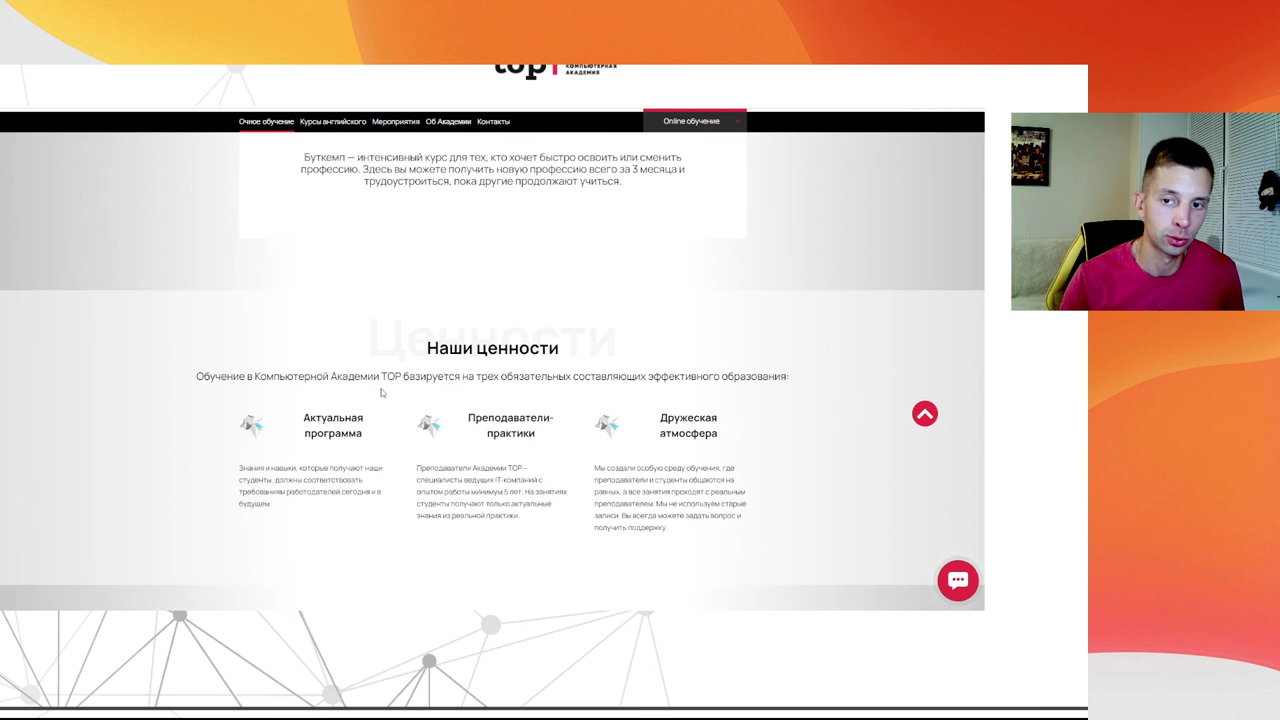 top
КОМПЬЮТЕРНАЯ
АКАДЕМИЯ
Очное обучение Курсы английского Мероприятия Об Академии Контакты Online обучение
Буткемп — интенсивный курс для тех, кто хочет быстро освоить или сменить
профессию. Здесь вы можете получить новую профессию всего за 3 месяца и
трудоустроиться, пока другие продолжают учиться.
Ценности
Наши ценности
Обучение в Компьютерной Академии TOP базируется на трех обязательных составляющих эффективного образования:
Актуальная
программа
Знания и навыки, которые получают наши
студенты, должны соответствовать
требованиям работодателей сегодня и в
будущем.
Преподаватели-
практики
Преподаватели Академии TOP -
специалисты ведущих IT-компаний с
опытом работы минимум 5 лет. На занятиях
студенты получают только актуальные
знания из реальной практики.
Дружеская
атмосфера
Мы создали особую среду обучения, где
преподаватели и студенты общаются на
равных, а все занятия проходят с реальным
преподавателем. Мы не используем старые
записи. Вы всегда можете задать вопрос и
получить поддержку.